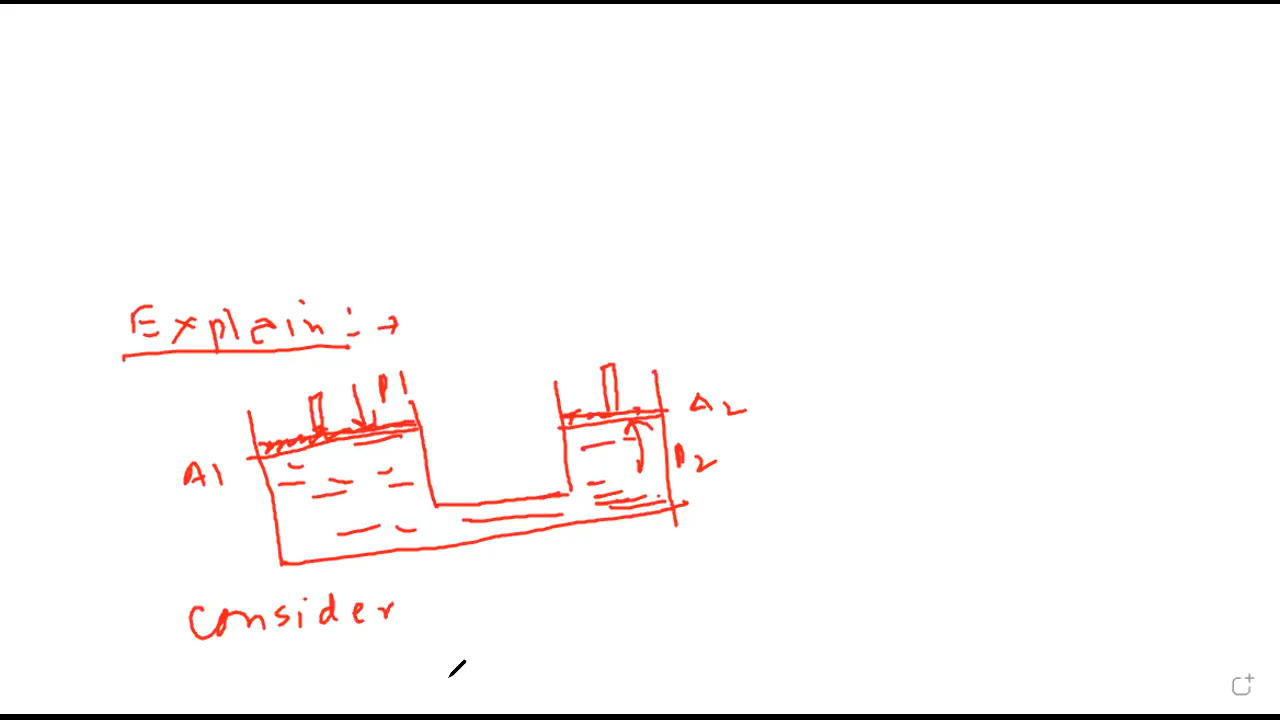 Explain : →
P1
A2
A1
P2
consider